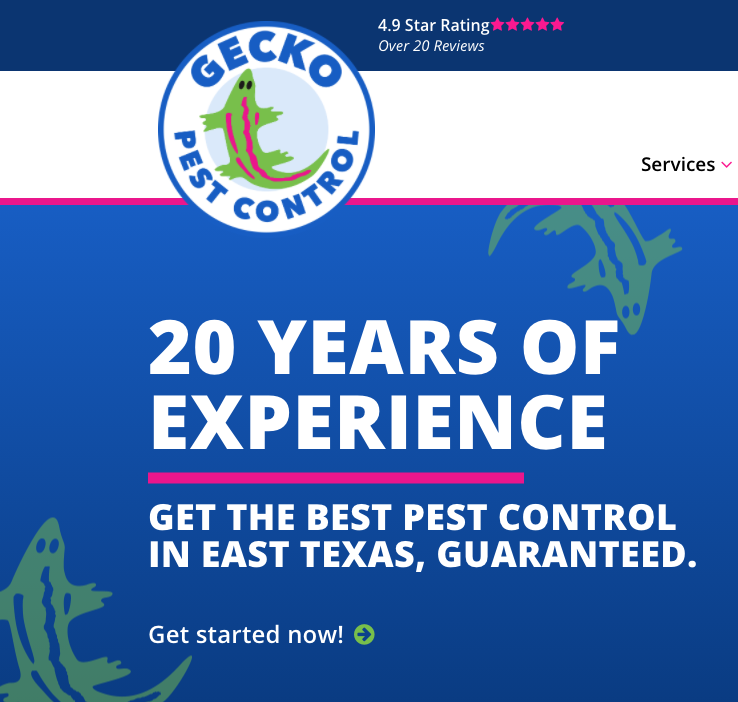 4.9 Star Rating
Over 20 Reviews
GECKO
PEST CONTROL
Services
20 YEARS OF
EXPERIENCE
GET THE BEST PEST CONTROL
IN EAST TEXAS, GUARANTEED.
Get started now!